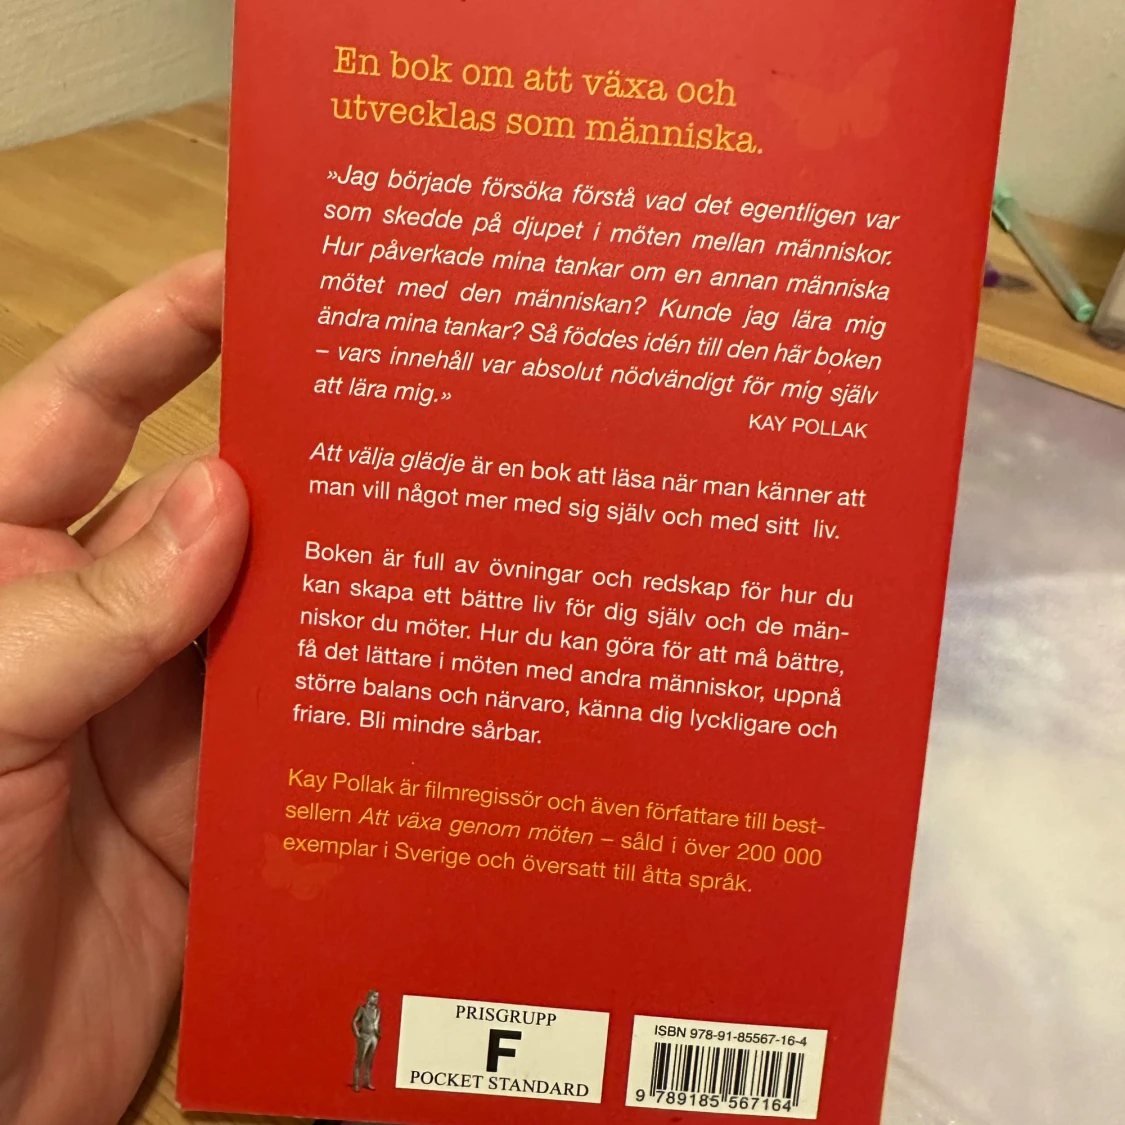 En bok om att växa och
utvecklas som människa.
»Jag började försöka förstå vad det egentligen var
som skedde på djupet i möten mellan människor.
Hur påverkade mina tankar om en annan människa
mötet med den människan? Kunde jag lära mig
ändra mina tankar? Så föddes idén till den här boken
– vars innehåll var absolut nödvändigt för mig själv
att lära mig.»
KAY POLLAK
Att välja glädje är en bok att läsa när man känner att
man vill något mer med sig själv och med sitt liv.
Boken är full av övningar och redskap för hur du
kan skapa ett bättre liv för dig själv och de män-
niskor du möter. Hur du kan göra för att må bättre,
få det lättare i möten med andra människor, uppnå
större balans och närvaro, känna dig lyckligare och
friare. Bli mindre sårbar.
Kay Pollak är filmregissör och även författare till best-
sellern Att växa genom möten – såld i över 200 000
exemplar i Sverige och översatt till åtta språk.
PRISGRUPP
F
POCKET STANDARD
ISBN 978-91-85567-16-4
9 789185 567164